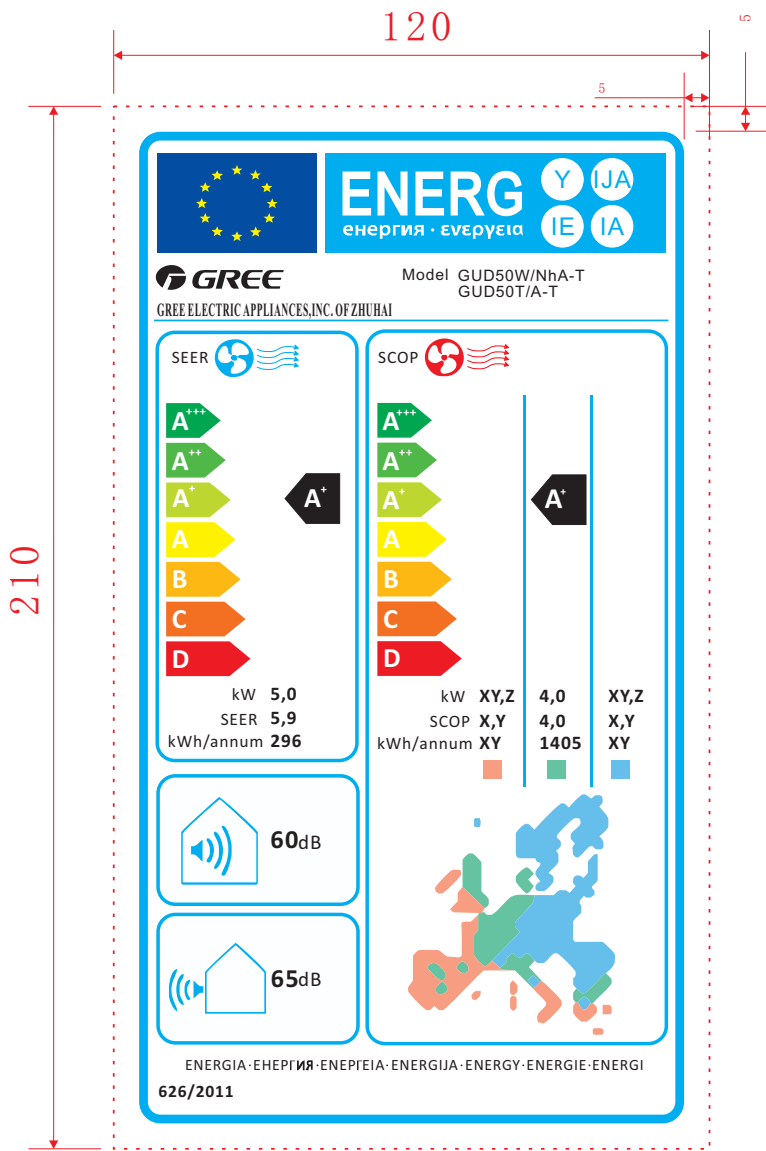 120
5
5
210
ENERG
енергия · ενεργεια
Y IJA
IE IA
GREE
Model GUD50W/NhA-T
GUD50T/A-T
GREE ELECTRIC APPLIANCES,INC. OF ZHUHAI
SEER
A+++
A++
A+
A
B
C
D
A+
kW 5,0
SEER 5,9
kWh/annum 296
SCOP
A+++
A++
A+
A
B
C
D
A+
kW XY,Z 4,0 XY,Z
SCOP X,Y 4,0 X,Y
kWh/annum XY 1405 XY
60dB
65dB
ENERGIA·ЕНЕРГИЯ·ΕΝΕΡΓΕΙΑ·ENERGIJA·ENERGY·ENERGIE·ENERGI
626/2011